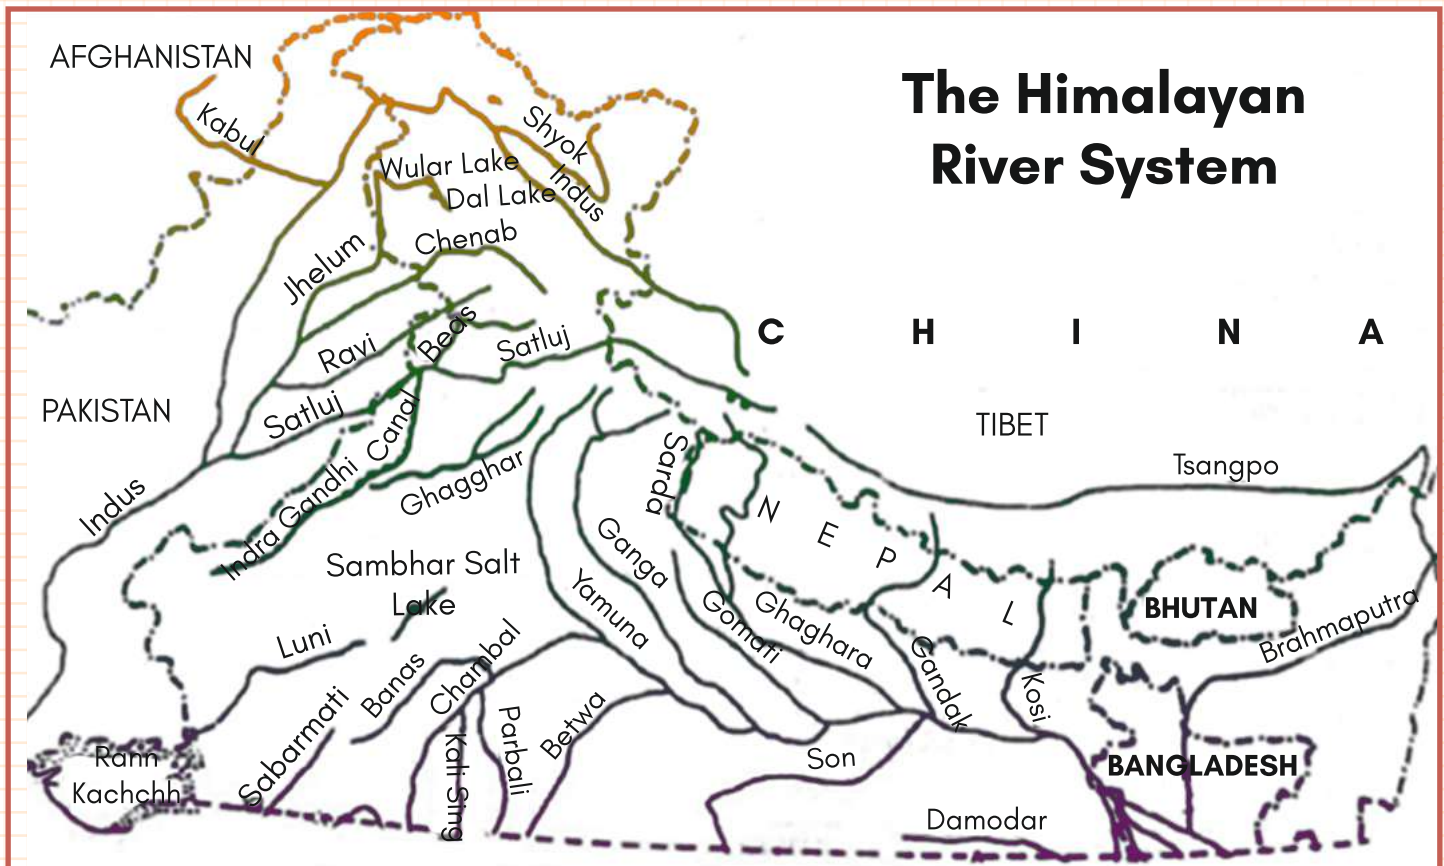 AFGHANISTAN
The Himalayan
River System
Kabul
Shyok
Indus
Wular Lake
Dal Lake
Chenab
Jhelum
Ravi
Beas
Satluj
C H I N A
PAKISTAN
Satluj
Indra Gandhi Canal
Ghagghar
Sarda
TIBET
Tsangpo
Indus
N E P A L
Sambhar Salt
Lake
Ganga
Yamuna
Gomati
Ghaghara
BHUTAN
Brahmaputra
Luni
Banas
Chambal
Gandak
Kosi
Sabarmati
Kali Sing
Parbali
Betwa
Son
Rann
Kachchh
BANGLADESH
Damodar